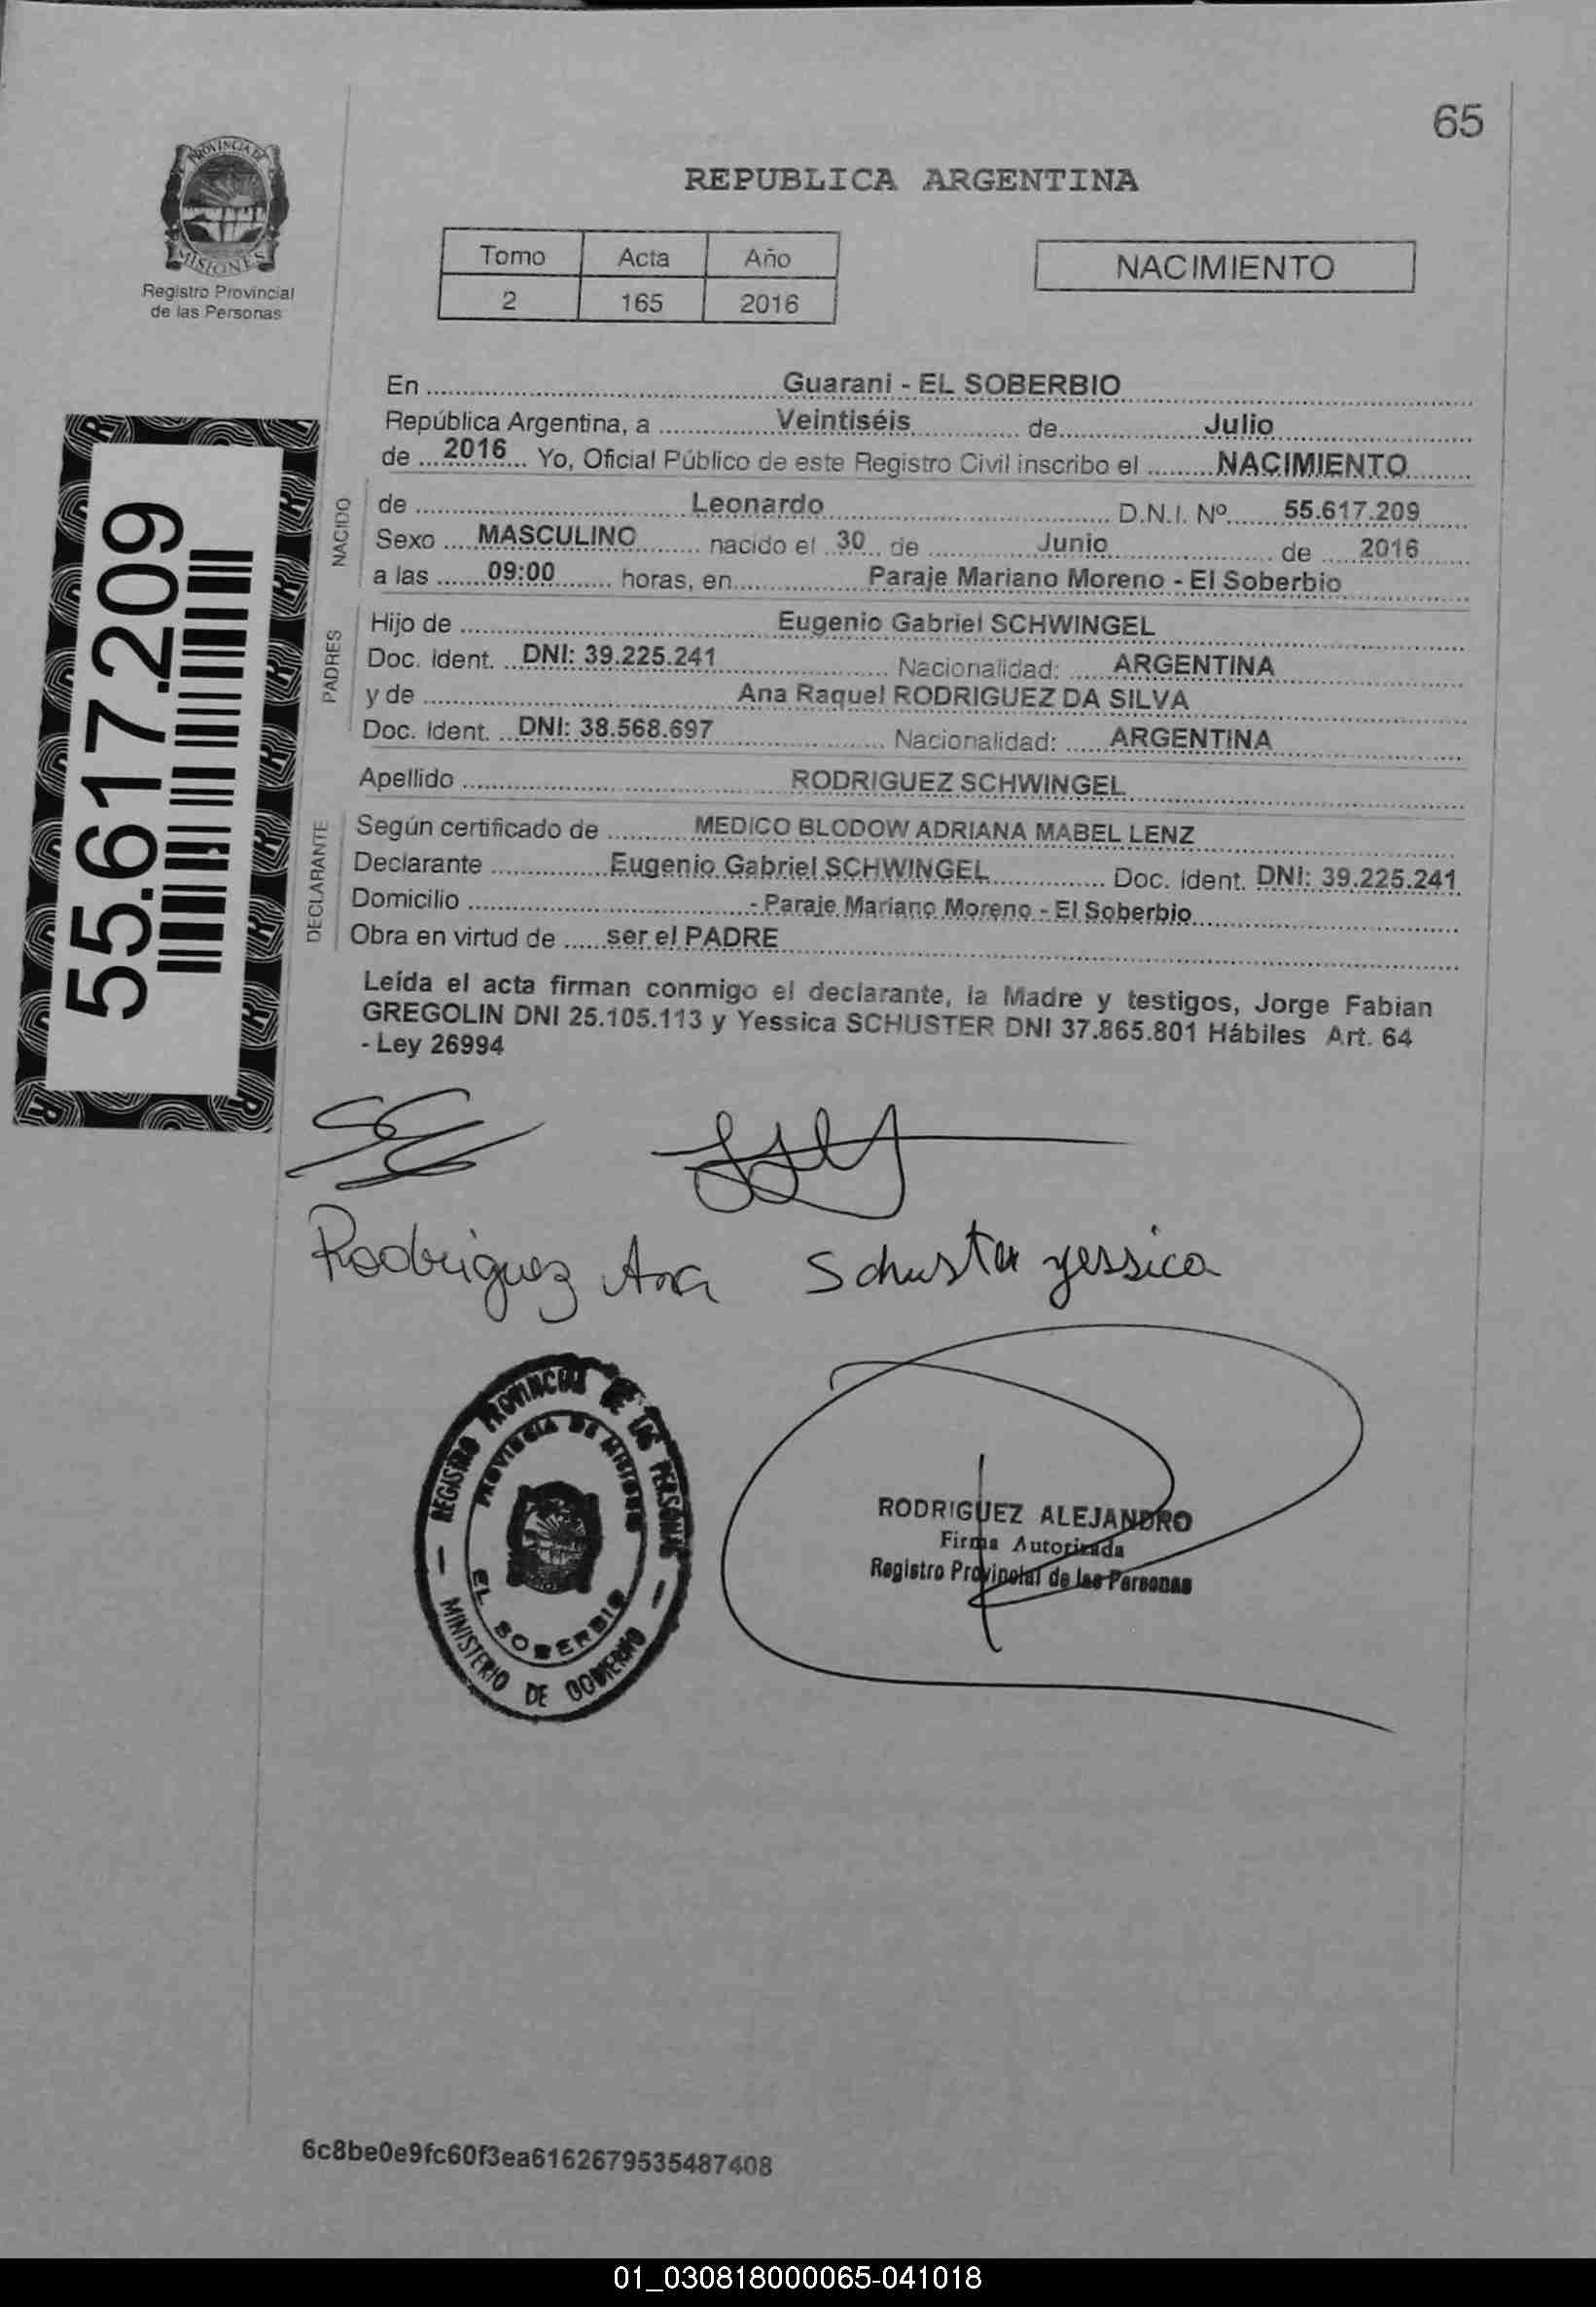 65
PROVINCIA DE
MISIONES
Registro Provincial
de las Personas
REPUBLICA ARGENTINA
Tomo Acta Año
2 165 2016
NACIMIENTO
En Guarani - EL SOBERBIO
República Argentina, a Veintiséis de Julio
de 2016 Yo, Oficial Público de este Registro Civil inscribo el NACIMIENTO
NACIDO
de Leonardo D.N.I. Nº 55.617.209
Sexo MASCULINO nacido el 30 de Junio de 2016
a las 09:00 horas, en Paraje Mariano Moreno - El Soberbio
PADRES
Hijo de Eugenio Gabriel SCHWINGEL
Doc. Ident. DNI: 39.225.241 Nacionalidad: ARGENTINA
y de Ana Raquel RODRIGUEZ DA SILVA
Doc. Ident. DNI: 38.568.697 Nacionalidad: ARGENTINA
Apellido RODRIGUEZ SCHWINGEL
DECLARANTE
Según certificado de MEDICO BLODOW ADRIANA MABEL LENZ
Declarante Eugenio Gabriel SCHWINGEL Doc. Ident. DNI: 39.225.241
Domicilio - Paraje Mariano Moreno - El Soberbio
Obra en virtud de ser el PADRE
Leída el acta firman conmigo el declarante, la Madre y testigos, Jorge Fabian
GREGOLIN DNI 25.105.113 y Yessica SCHUSTER DNI 37.865.801 Hábiles Art. 64
- Ley 26994
55.617.209
Rodriguez Ana Schuster yessica
REGISTRO PROVINCIAL DE LAS PERSONAS
PROVINCIA DE MISIONES
EL SOBERBIO
MINISTERIO DE GOBIERNO
RODRIGUEZ ALEJANDRO
Firma Autorizada
Registro Provincial de las Personas
6c8be0e9fc60f3ea6162679535487408
01_030818000065-041018